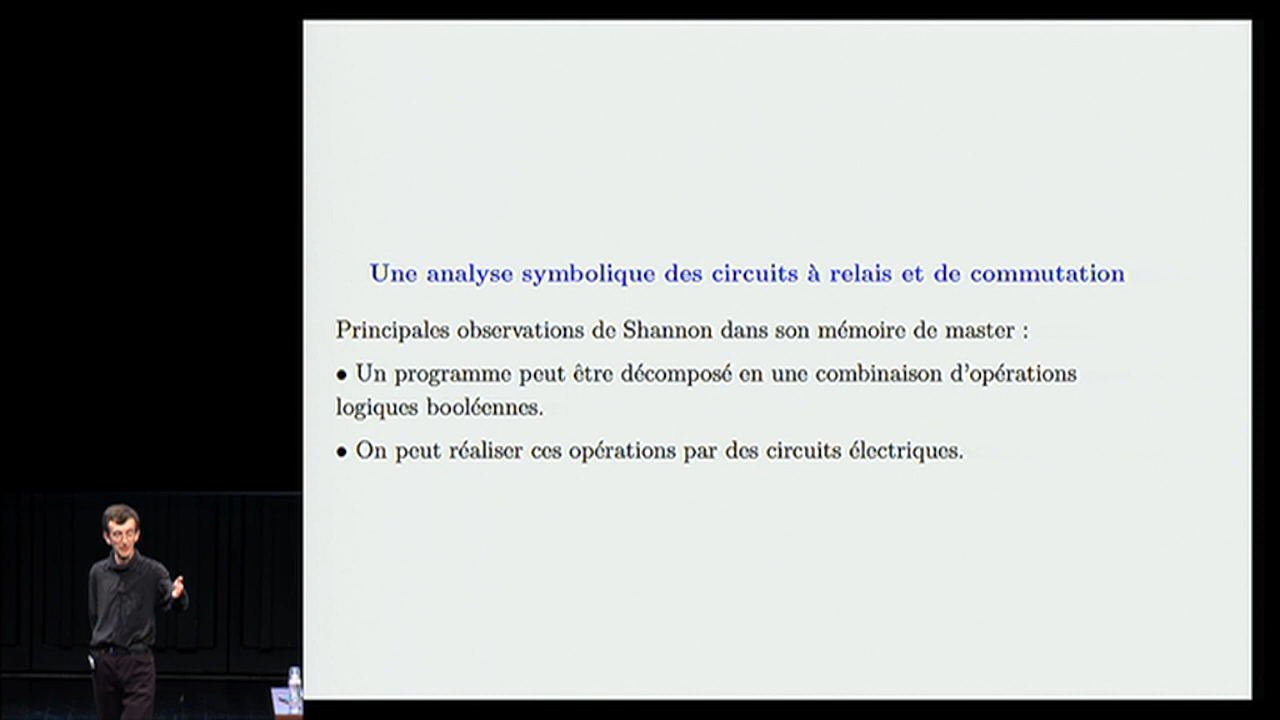 Une analyse symbolique des circuits à relais et de commutation
Principales observations de Shannon dans son mémoire de master :
• Un programme peut être décomposé en une combinaison d'opérations
logiques booléennes.
• On peut réaliser ces opérations par des circuits électriques.